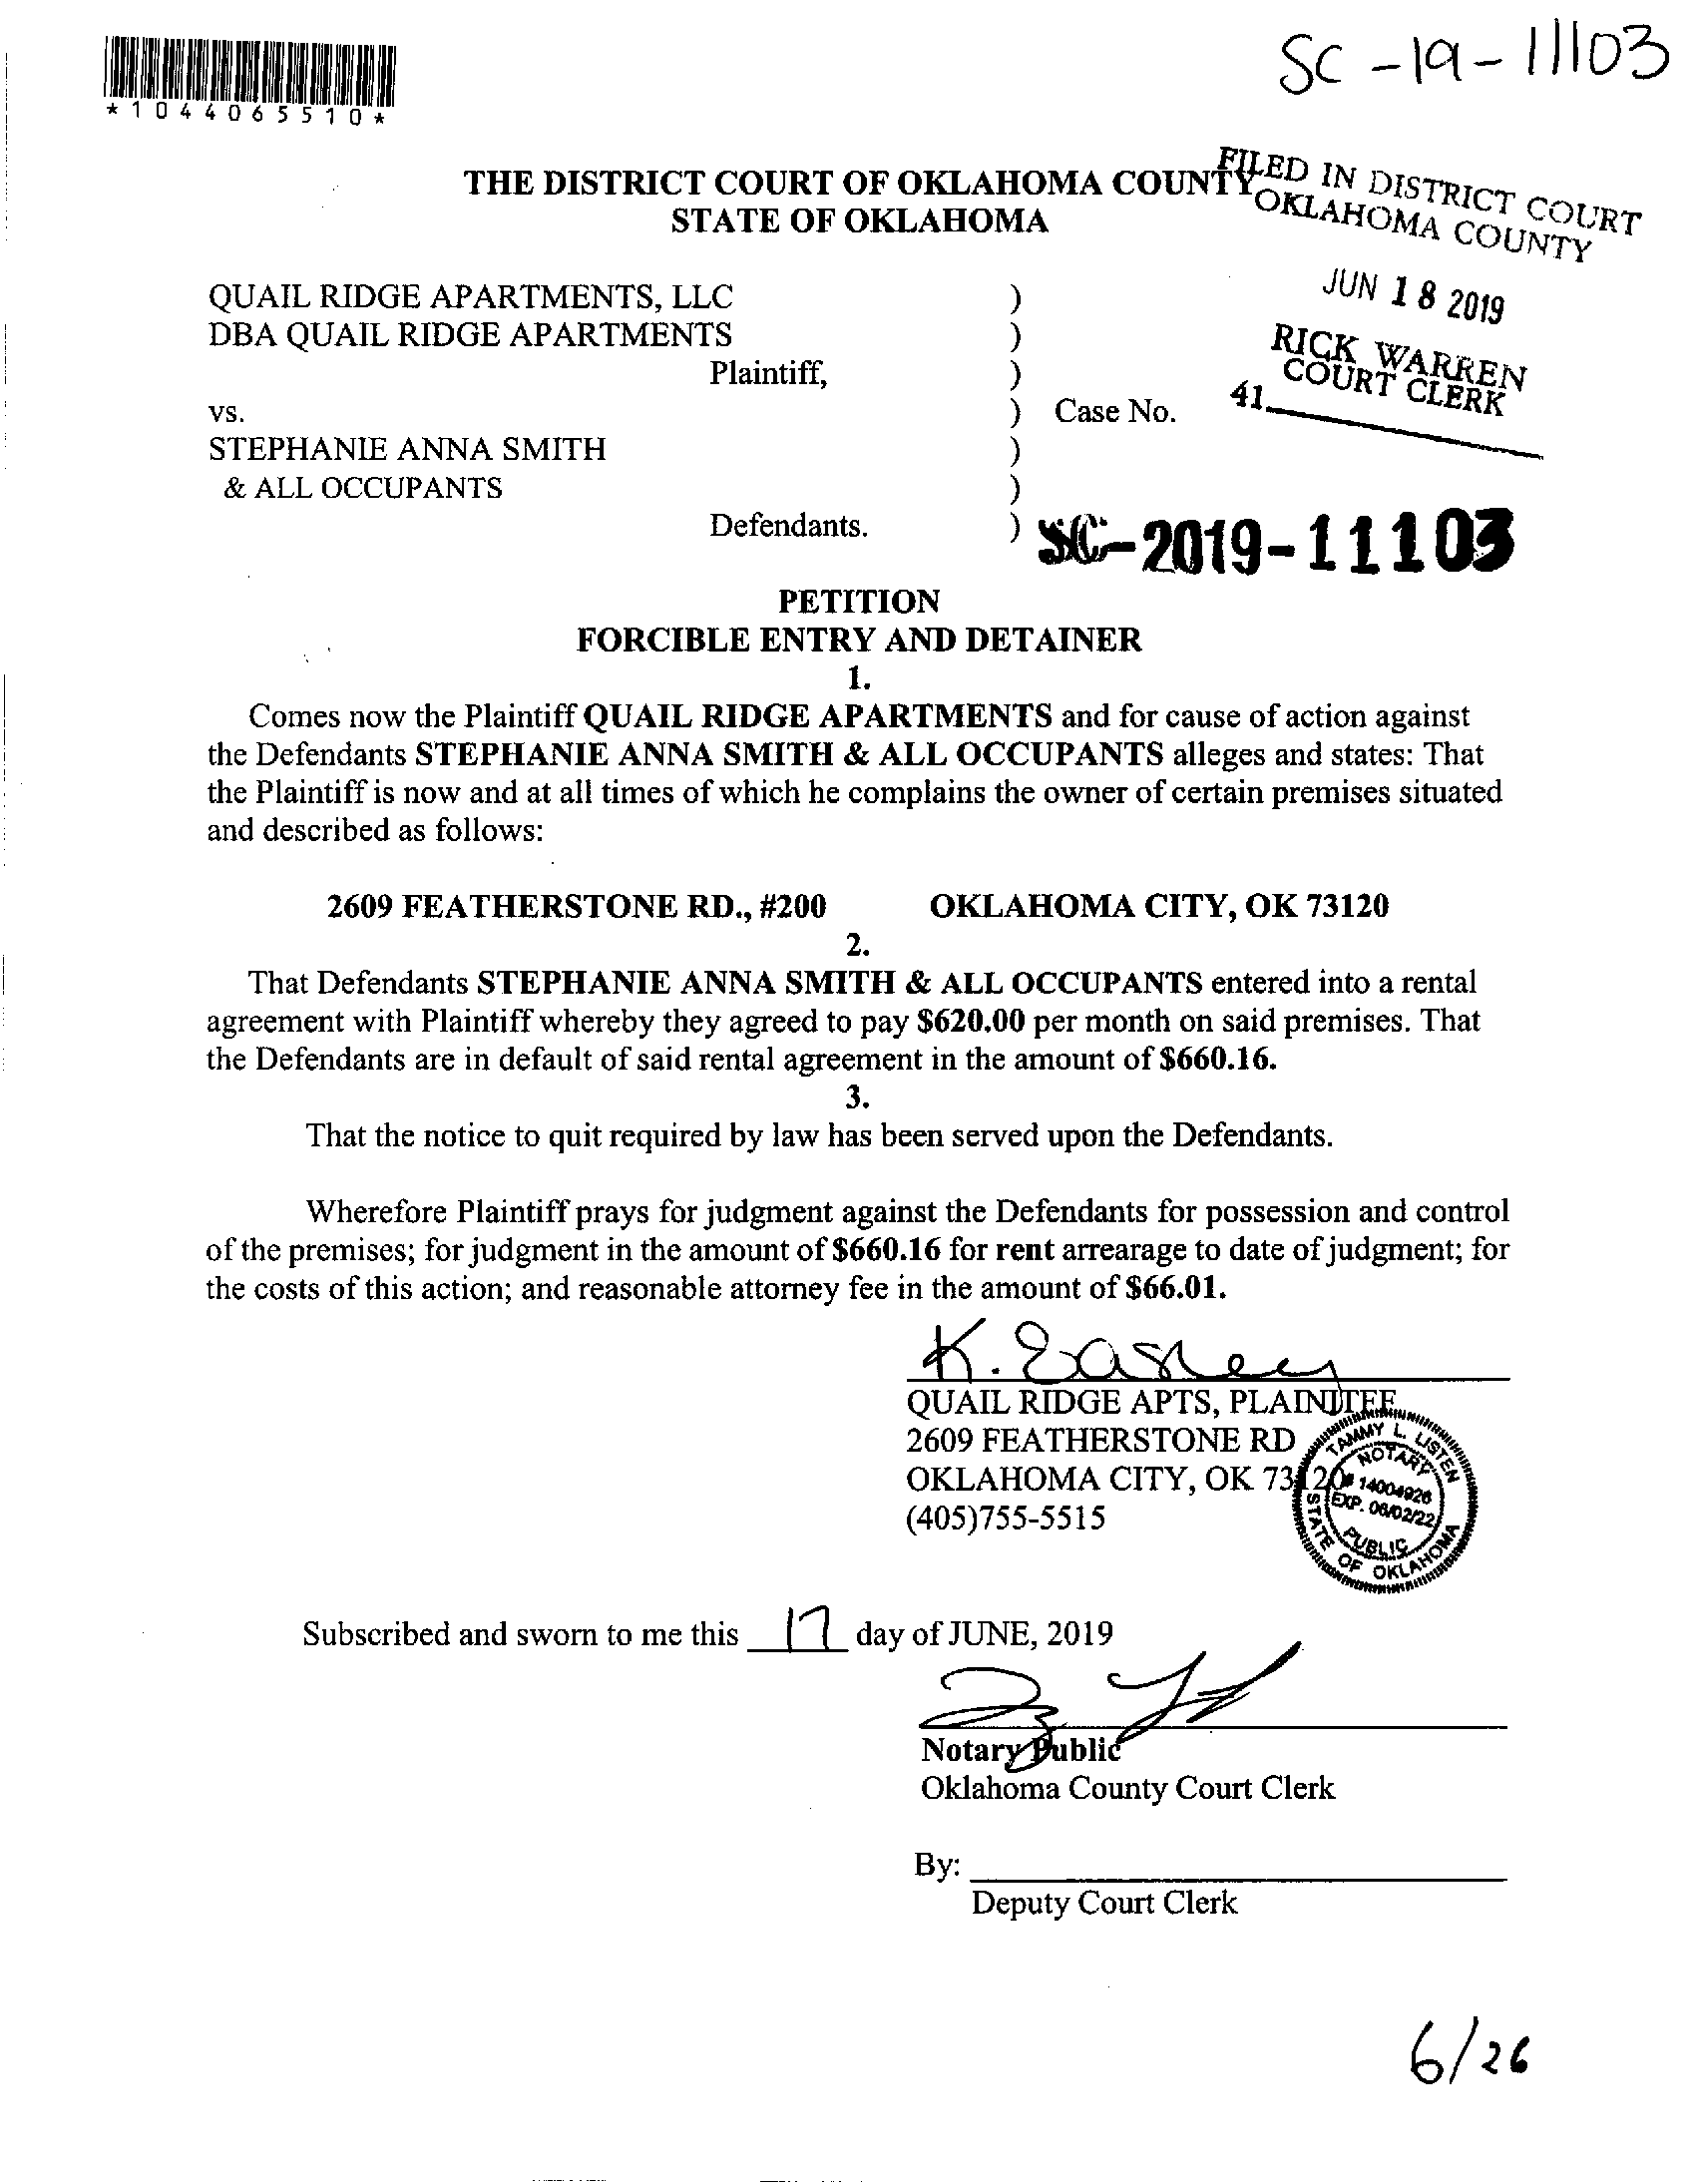 SC-19-11103
*1044065510*
THE DISTRICT COURT OF OKLAHOMA COUNTY
STATE OF OKLAHOMA
FILED IN DISTRICT COURT
OKLAHOMA COUNTY
JUN 18 2019
RICK WARREN
COURT CLERK
41
QUAIL RIDGE APARTMENTS, LLC )
DBA QUAIL RIDGE APARTMENTS )
Plaintiff, )
vs. ) Case No.
STEPHANIE ANNA SMITH )
& ALL OCCUPANTS )
Defendants. ) SC-2019-11103
PETITION
FORCIBLE ENTRY AND DETAINER
1.
Comes now the Plaintiff QUAIL RIDGE APARTMENTS and for cause of action against
the Defendants STEPHANIE ANNA SMITH & ALL OCCUPANTS alleges and states: That
the Plaintiff is now and at all times of which he complains the owner of certain premises situated
and described as follows:
2609 FEATHERSTONE RD., #200 OKLAHOMA CITY, OK 73120
2.
That Defendants STEPHANIE ANNA SMITH & ALL OCCUPANTS entered into a rental
agreement with Plaintiff whereby they agreed to pay $620.00 per month on said premises. That
the Defendants are in default of said rental agreement in the amount of $660.16.
3.
That the notice to quit required by law has been served upon the Defendants.
Wherefore Plaintiff prays for judgment against the Defendants for possession and control
of the premises; for judgment in the amount of $660.16 for rent arrearage to date of judgment; for
the costs of this action; and reasonable attorney fee in the amount of $66.01.
K. Easley
QUAIL RIDGE APTS, PLAINTIFF
2609 FEATHERSTONE RD
OKLAHOMA CITY, OK 73120
(405)755-5515
TAMMY L. LISTEN
NOTARY
# 14004926
EXP. 06/02/22
PUBLIC
STATE OF OKLAHOMA
Subscribed and sworn to me this 17 day of JUNE, 2019
Notary Public
Oklahoma County Court Clerk
By:
Deputy Court Clerk
6/26